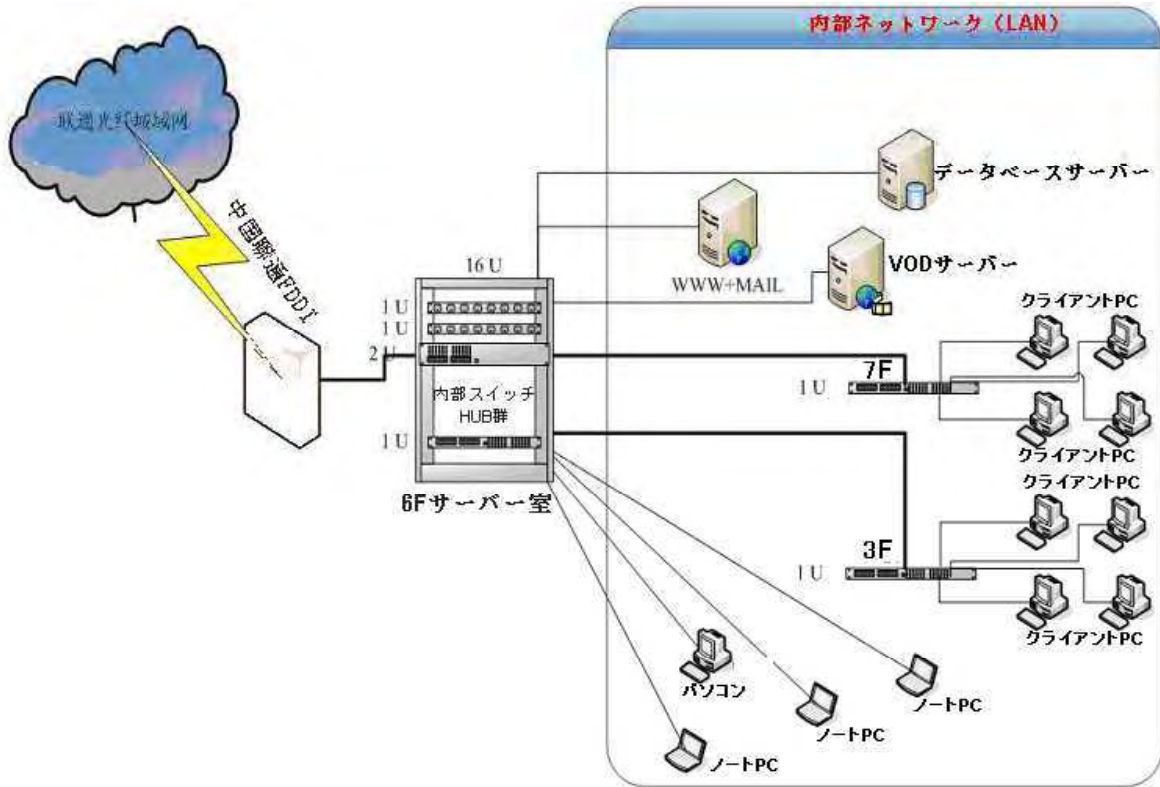 内部ネットワーク（LAN）
联通光纤城域网
中国聯通FDDI
データベースサーバー
WWW+MAIL
VODサーバー
16 U
1 U
1 U
2 U
内部スイッチ
HUB群
1 U
6Fサーバー室
クライアントPC
7F
1 U
クライアントPC
クライアントPC
3F
1 U
クライアントPC
パソコン
ノートPC
ノートPC
ノートPC